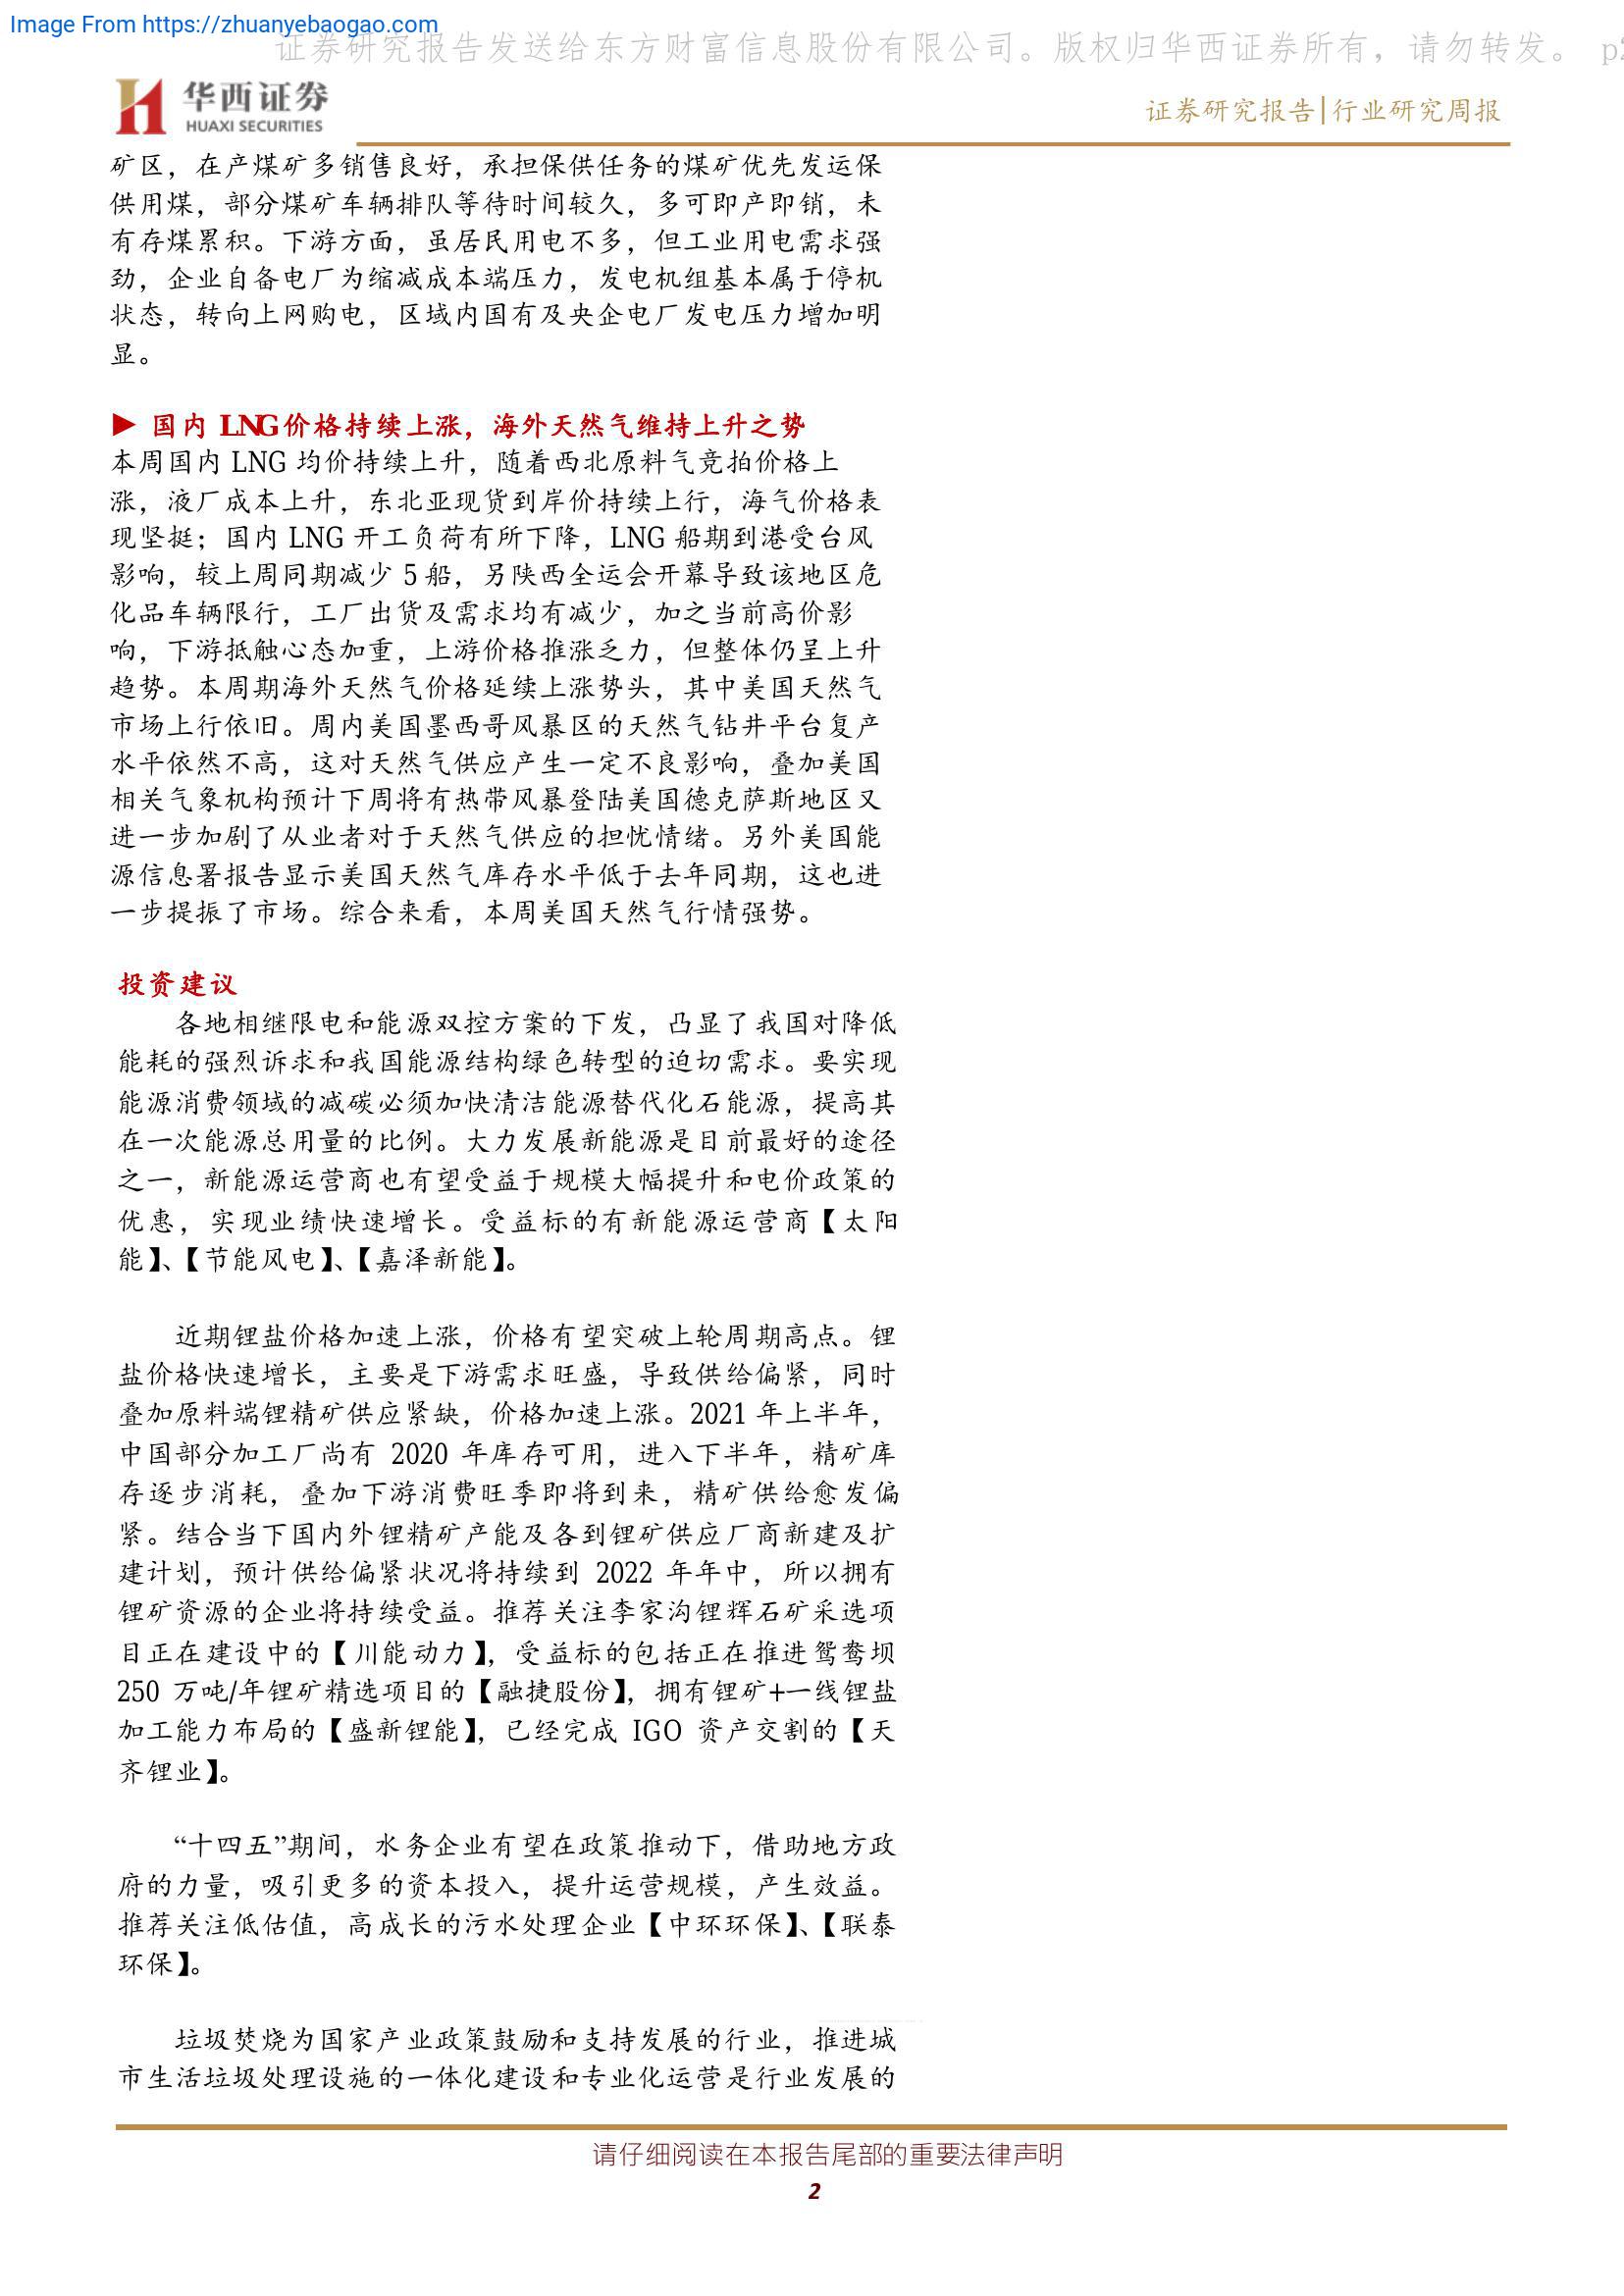 Image From https://zhuanyebaogao.com
证券研究报告发送给东方财富信息股份有限公司。版权归华西证券所有，请勿转发。 p2
华西证券
HUAXI SECURITIES
证券研究报告|行业研究周报
矿区，在产煤矿多销售良好，承担保供任务的煤矿优先发运保
供用煤，部分煤矿车辆排队等待时间较久，多可即产即销，未
有存煤累积。下游方面，虽居民用电不多，但工业用电需求强
劲，企业自备电厂为缩减成本端压力，发电机组基本属于停机
状态，转向上网购电，区域内国有及央企电厂发电压力增加明
显。
► 国内 LNG价格持续上涨，海外天然气维持上升之势
本周国内 LNG 均价持续上升，随着西北原料气竞拍价格上
涨，液厂成本上升，东北亚现货到岸价持续上行，海气价格表
现坚挺；国内 LNG 开工负荷有所下降，LNG 船期到港受台风
影响，较上周同期减少 5 船，另陕西全运会开幕导致该地区危
化品车辆限行，工厂出货及需求均有减少，加之当前高价影
响，下游抵触心态加重，上游价格推涨乏力，但整体仍呈上升
趋势。本周期海外天然气价格延续上涨势头，其中美国天然气
市场上行依旧。周内美国墨西哥风暴区的天然气钻井平台复产
水平依然不高，这对天然气供应产生一定不良影响，叠加美国
相关气象机构预计下周将有热带风暴登陆美国德克萨斯地区又
进一步加剧了从业者对于天然气供应的担忧情绪。另外美国能
源信息署报告显示美国天然气库存水平低于去年同期，这也进
一步提振了市场。综合来看，本周美国天然气行情强势。
投资建议
各地相继限电和能源双控方案的下发，凸显了我国对降低
能耗的强烈诉求和我国能源结构绿色转型的迫切需求。要实现
能源消费领域的减碳必须加快清洁能源替代化石能源，提高其
在一次能源总用量的比例。大力发展新能源是目前最好的途径
之一，新能源运营商也有望受益于规模大幅提升和电价政策的
优惠，实现业绩快速增长。受益标的有新能源运营商【太阳
能】、【节能风电】、【嘉泽新能】。
近期锂盐价格加速上涨，价格有望突破上轮周期高点。锂
盐价格快速增长，主要是下游需求旺盛，导致供给偏紧，同时
叠加原料端锂精矿供应紧缺，价格加速上涨。2021 年上半年，
中国部分加工厂尚有 2020 年库存可用，进入下半年，精矿库
存逐步消耗，叠加下游消费旺季即将到来，精矿供给愈发偏
紧。结合当下国内外锂精矿产能及各到锂矿供应厂商新建及扩
建计划，预计供给偏紧状况将持续到 2022 年年中，所以拥有
锂矿资源的企业将持续受益。推荐关注李家沟锂辉石矿采选项
目正在建设中的【川能动力】，受益标的包括正在推进鸳鸯坝
250 万吨/年锂矿精选项目的【融捷股份】，拥有锂矿+一线锂盐
加工能力布局的【盛新锂能】，已经完成 IGO 资产交割的【天
齐锂业】。
“十四五”期间，水务企业有望在政策推动下，借助地方政
府的力量，吸引更多的资本投入，提升运营规模，产生效益。
推荐关注低估值，高成长的污水处理企业【中环环保】、【联泰
环保】。
垃圾焚烧为国家产业政策鼓励和支持发展的行业，推进城
市生活垃圾处理设施的一体化建设和专业化运营是行业发展的
请仔细阅读在本报告尾部的重要法律声明
2